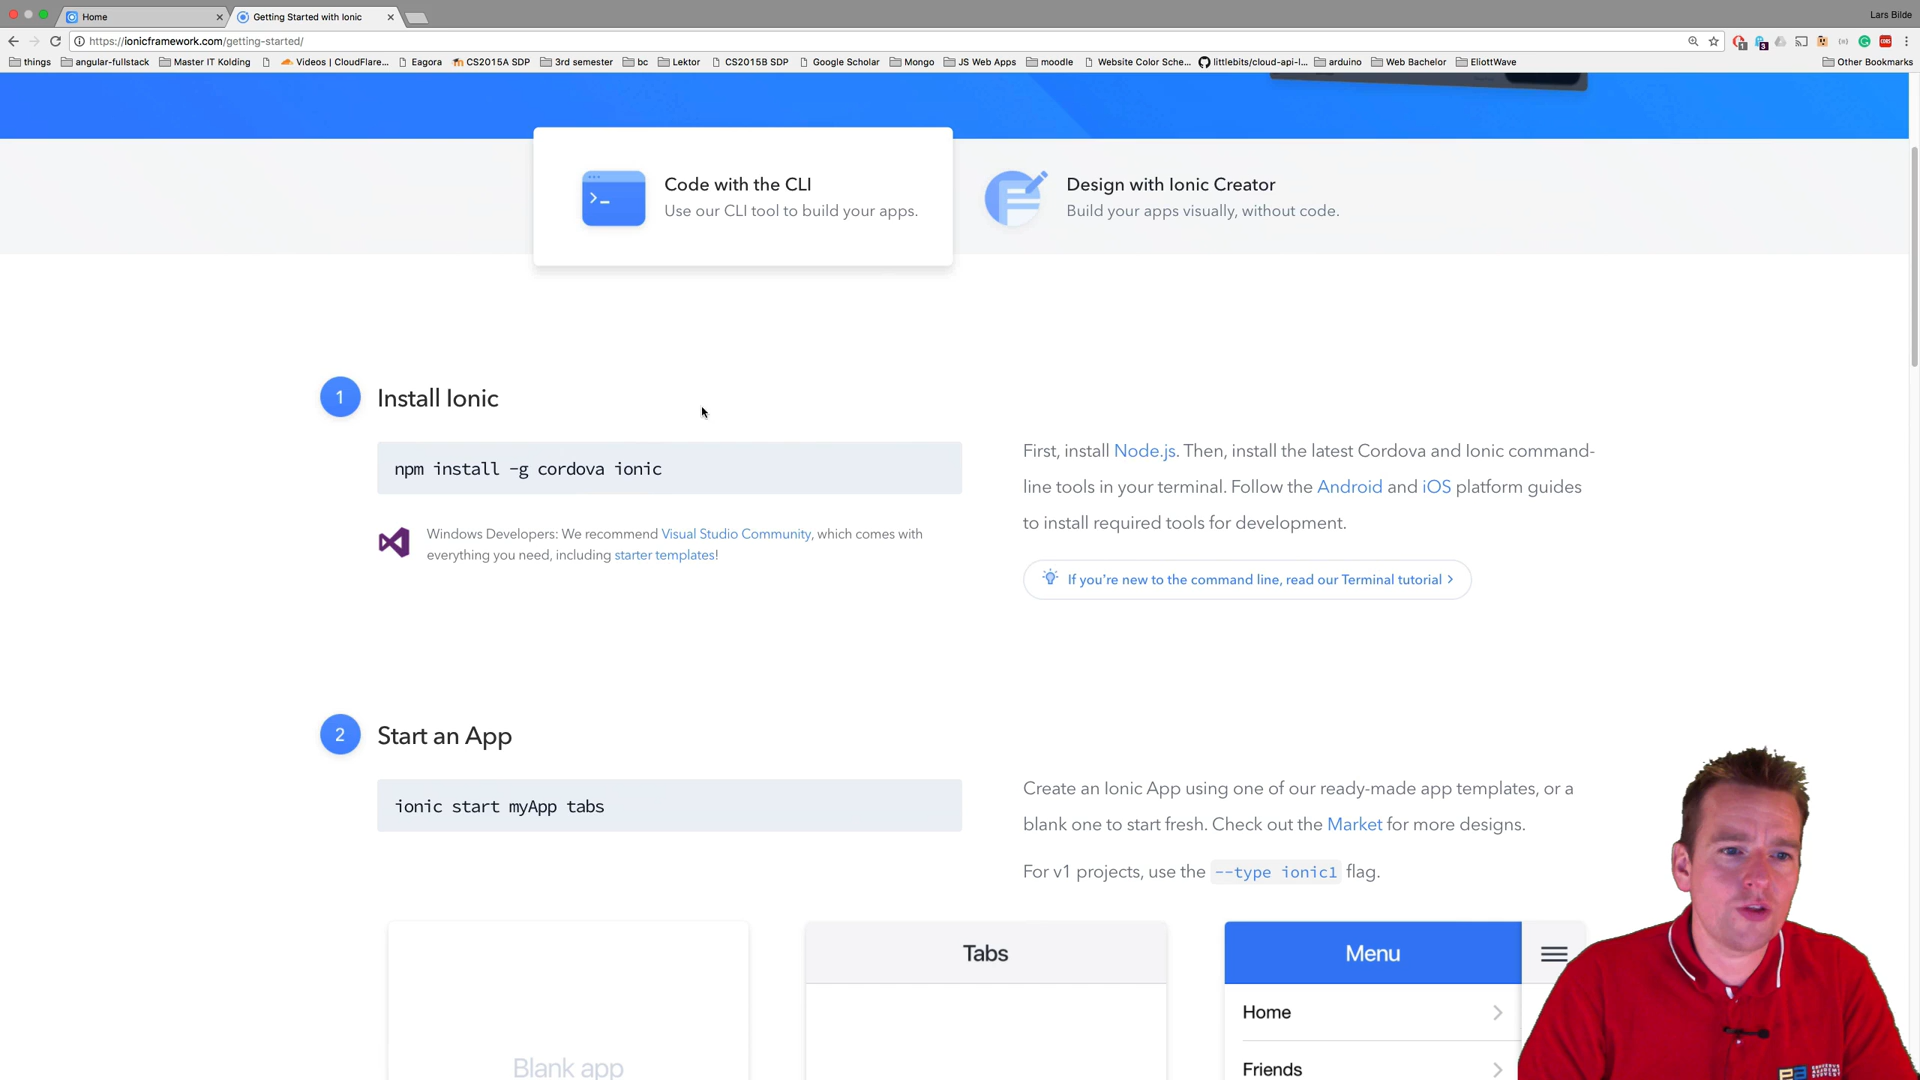 Home
Getting Started with Ionic
Lars Bilde
https://ionicframework.com/getting-started/
things
angular-fullstack
Master IT Kolding
Videos | CloudFlare...
Eagora
CS2015A SDP
3rd semester
bc
Lektor
CS2015B SDP
Google Scholar
Mongo
JS Web Apps
moodle
Website Color Sche...
littlebits/cloud-api-l...
arduino
Web Bachelor
EliottWave
Other Bookmarks
Code with the CLI
Use our CLI tool to build your apps.
Design with Ionic Creator
Build your apps visually, without code.
1
Install Ionic
npm install -g cordova ionic
Windows Developers: We recommend Visual Studio Community, which comes with
everything you need, including starter templates!
First, install Node.js. Then, install the latest Cordova and Ionic command-
line tools in your terminal. Follow the Android and iOS platform guides
to install required tools for development.
If you're new to the command line, read our Terminal tutorial >
2
Start an App
ionic start myApp tabs
Create an Ionic App using one of our ready-made app templates, or a
blank one to start fresh. Check out the Market for more designs.
For v1 projects, use the --type ionic1 flag.
Blank app
Tabs
Menu
Home
Friends